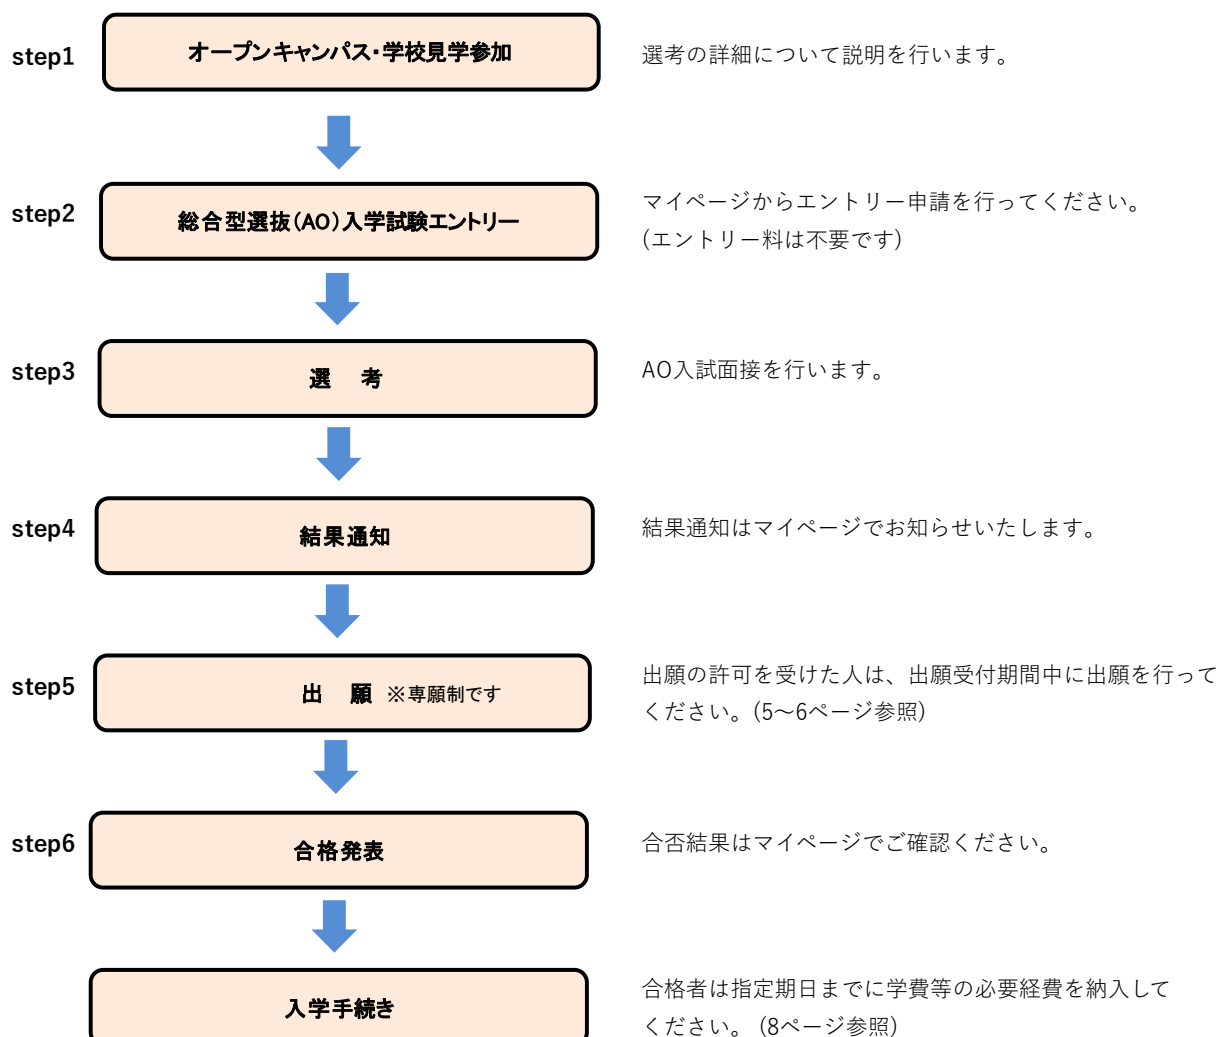 step1
オープンキャンパス・学校見学参加
選考の詳細について説明を行います。
step2
総合型選抜(AO)入学試験エントリー
マイページからエントリー申請を行ってください。
(エントリー料は不要です)
step3
選　考
AO入試面接を行います。
step4
結果通知
結果通知はマイページでお知らせいたします。
step5
出　願 ※専願制です
出願の許可を受けた人は、出願受付期間中に出願を行って
ください。(5～6ページ参照)
step6
合格発表
合否結果はマイページでご確認ください。
入学手続き
合格者は指定期日までに学費等の必要経費を納入して
ください。 (8ページ参照)